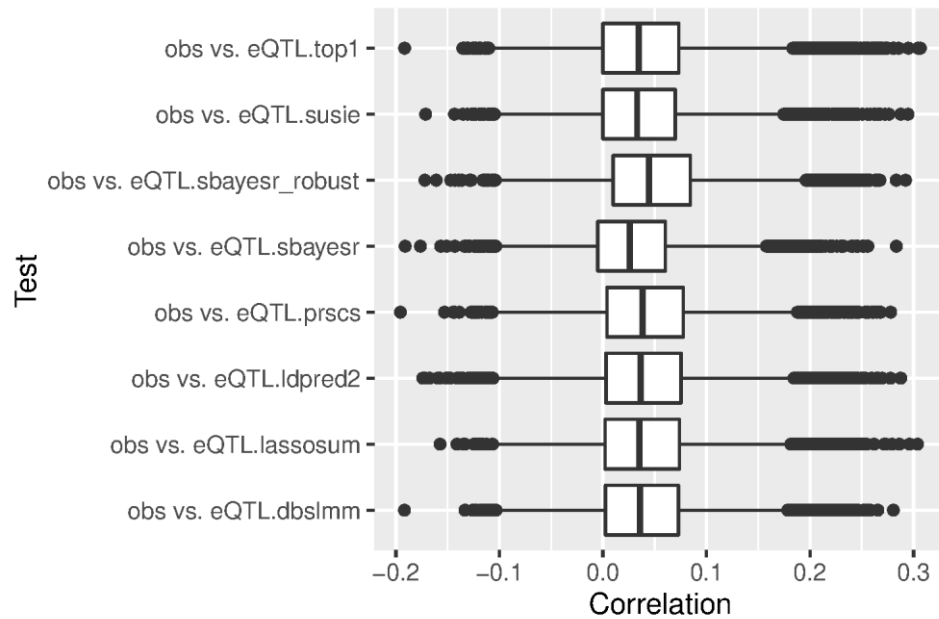 obs vs. eQTL.top1
obs vs. eQTL.susie
obs vs. eQTL.sbayesr_robust
obs vs. eQTL.sbayesr
obs vs. eQTL.prscs
obs vs. eQTL.ldpred2
obs vs. eQTL.lassosum
obs vs. eQTL.dbslmm
Test
−0.2 −0.1 0.0 0.1 0.2 0.3
Correlation